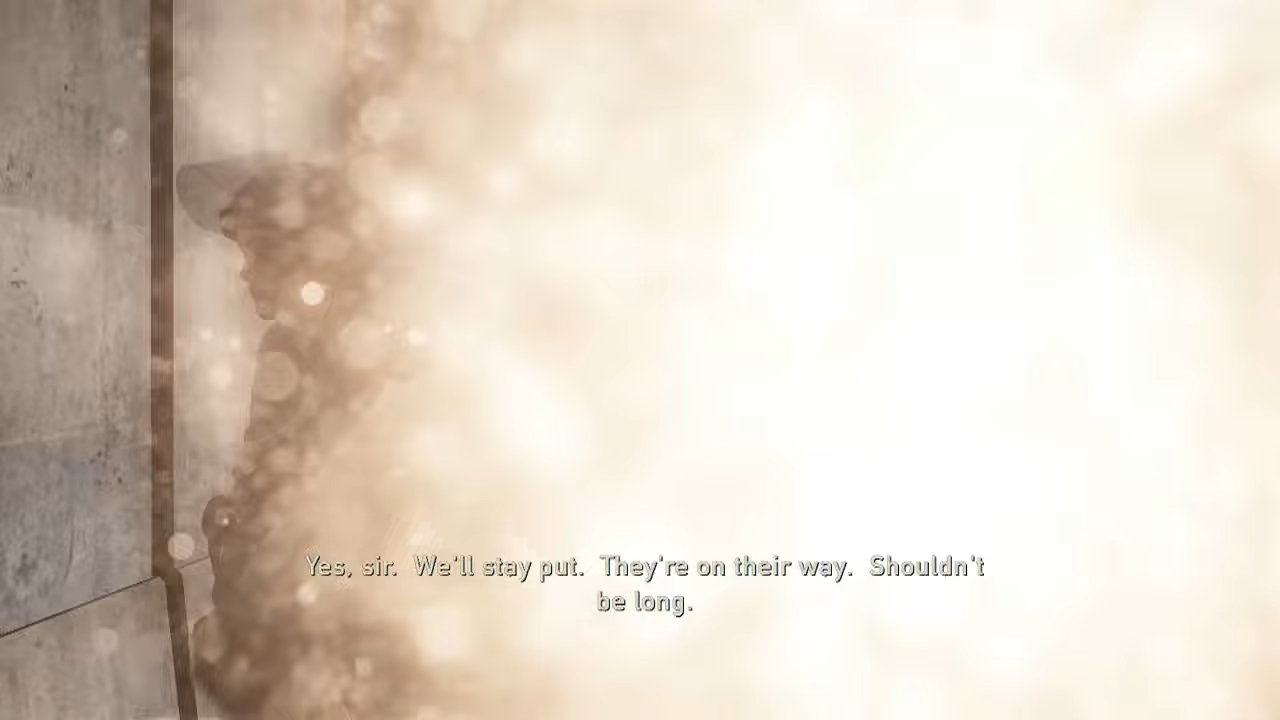 Yes, sir.  We'll stay put.  They're on their way.  Shouldn't
be long.